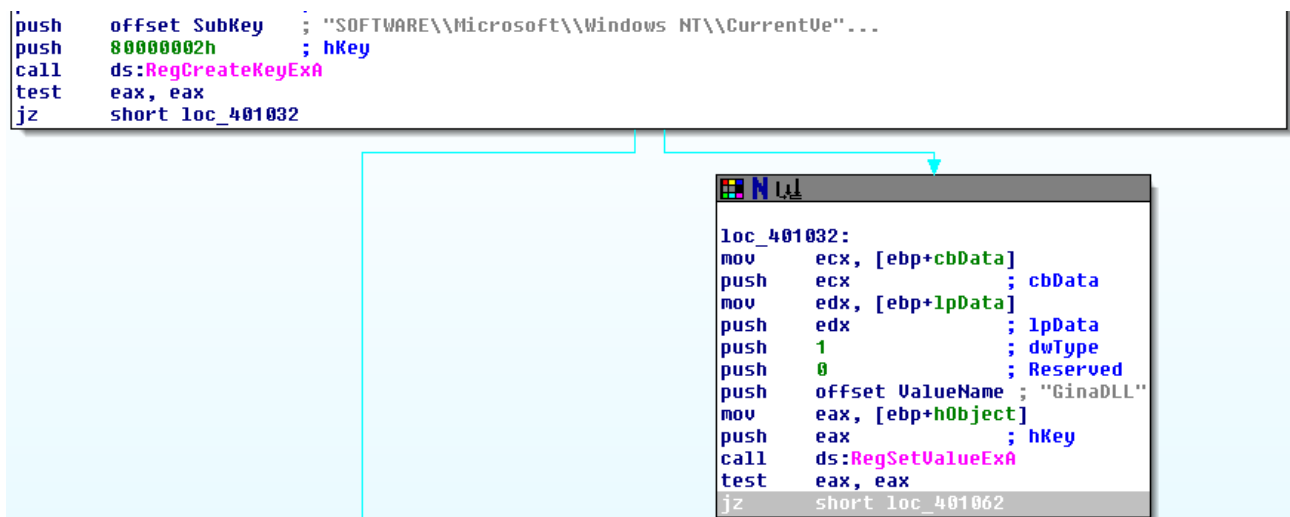 push offset SubKey ; "SOFTWARE\\Microsoft\\Windows NT\\CurrentVe"...
push 80000002h ; hKey
call ds:RegCreateKeyExA
test eax, eax
jz short loc_401032
N
loc_401032:
mov ecx, [ebp+cbData]
push ecx ; cbData
mov edx, [ebp+lpData]
push edx ; lpData
push 1 ; dwType
push 0 ; Reserved
push offset ValueName ; "GinaDLL"
mov eax, [ebp+hObject]
push eax ; hKey
call ds:RegSetValueExA
test eax, eax
jz short loc_401062